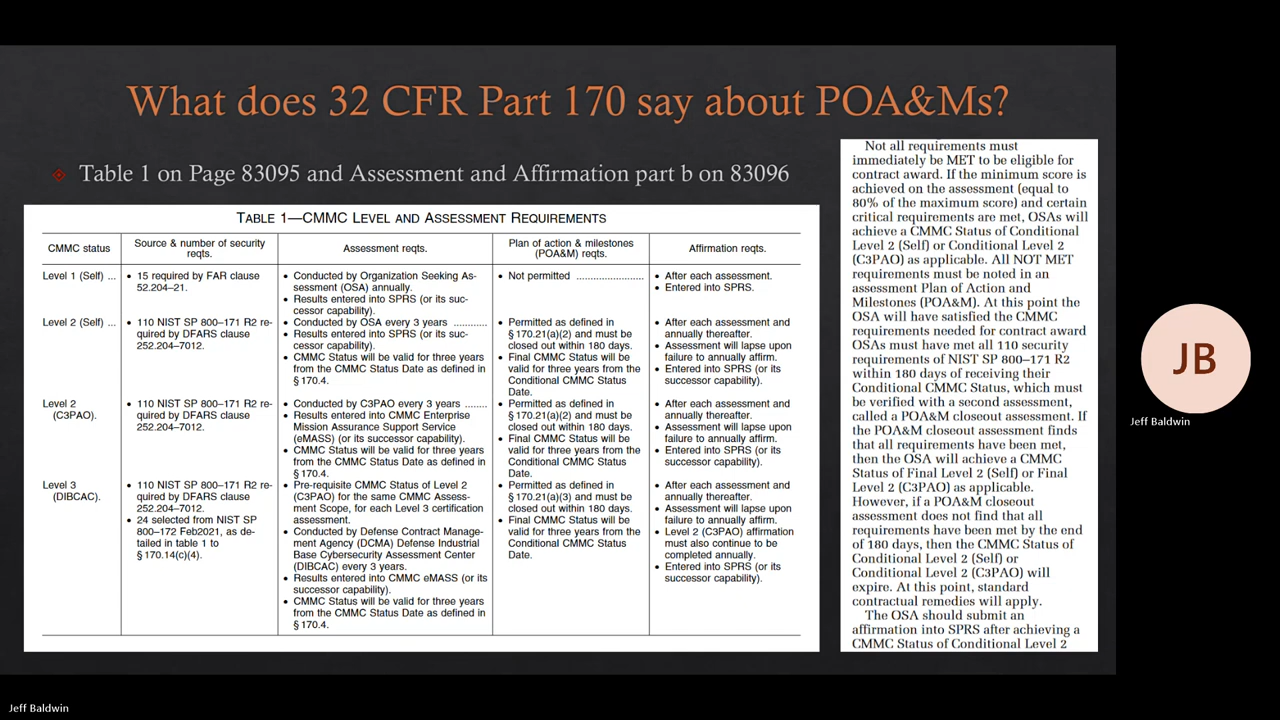 What does 32 CFR Part 170 say about POA&Ms?
Table 1 on Page 83095 and Assessment and Affirmation part b on 83096
TABLE 1—CMMC LEVEL AND ASSESSMENT REQUIREMENTS
CMMC status
Source & number of security
reqts.
Assessment reqts.
Plan of action & milestones
(POA&M) reqts.
Affirmation reqts.
Level 1 (Self) ...
• 15 required by FAR clause
52.204–21.
• Conducted by Organization Seeking As-
sessment (OSA) annually.
• Results entered into SPRS (or its suc-
cessor capability).
• Not permitted ........................
• After each assessment.
• Entered into SPRS.
Level 2 (Self) ...
• 110 NIST SP 800–171 R2 re-
quired by DFARS clause
252.204–7012.
• Conducted by OSA every 3 years ............
• Results entered into SPRS (or its suc-
cessor capability).
• CMMC Status will be valid for three years
from the CMMC Status Date as defined in
§ 170.4.
• Permitted as defined in
§ 170.21(a)(2) and must be
closed out within 180 days.
• Final CMMC Status will be
valid for three years from the
Conditional CMMC Status
Date.
• After each assessment and
annually thereafter.
• Assessment will lapse upon
failure to annually affirm.
• Entered into SPRS (or its
successor capability).
Level 2
(C3PAO).
• 110 NIST SP 800–171 R2 re-
quired by DFARS clause
252.204–7012.
• Conducted by C3PAO every 3 years ........
• Results entered into CMMC Enterprise
Mission Assurance Support Service
(eMASS) (or its successor capability).
• CMMC Status will be valid for three years
from the CMMC Status Date as defined in
§ 170.4.
• Permitted as defined in
§ 170.21(a)(2) and must be
closed out within 180 days.
• Final CMMC Status will be
valid for three years from the
Conditional CMMC Status
Date.
• After each assessment and
annually thereafter.
• Assessment will lapse upon
failure to annually affirm.
• Entered into SPRS (or its
successor capability).
Level 3
(DIBCAC).
• 110 NIST SP 800–171 R2 re-
quired by DFARS clause
252.204–7012.
• 24 selected from NIST SP
800–172 Feb2021, as de-
tailed in table 1 to
§ 170.14(c)(4).
• Pre-requisite CMMC Status of Level 2
(C3PAO) for the same CMMC Assess-
ment Scope, for each Level 3 certification
assessment.
• Conducted by Defense Contract Manage-
ment Agency (DCMA) Defense Industrial
Base Cybersecurity Assessment Center
(DIBCAC) every 3 years.
• Results entered into CMMC eMASS (or its
successor capability).
• CMMC Status will be valid for three years
from the CMMC Status Date as defined in
§ 170.4.
• Permitted as defined in
§ 170.21(a)(3) and must be
closed out within 180 days.
• Final CMMC Status will be
valid for three years from the
Conditional CMMC Status
Date.
• After each assessment and
annually thereafter.
• Assessment will lapse upon
failure to annually affirm.
• Level 2 (C3PAO) affirmation
must also continue to be
completed annually.
• Entered into SPRS (or its
successor capability).
Not all requirements must
immediately be MET to be eligible for
contract award. If the minimum score is
achieved on the assessment (equal to
80% of the maximum score) and certain
critical requirements are met, OSAs will
achieve a CMMC Status of Conditional
Level 2 (Self) or Conditional Level 2
(C3PAO) as applicable. All NOT MET
requirements must be noted in an
assessment Plan of Action and
Milestones (POA&M). At this point the
OSA will have satisfied the CMMC
requirements needed for contract award
OSAs must have met all 110 security
requirements of NIST SP 800–171 R2
within 180 days of receiving their
Conditional CMMC Status, which must
be verified with a second assessment,
called a POA&M closeout assessment. If
the POA&M closeout assessment finds
that all requirements have been met,
then the OSA will achieve a CMMC
Status of Final Level 2 (Self) or Final
Level 2 (C3PAO) as applicable.
However, if a POA&M closeout
assessment does not find that all
requirements have been met by the end
of 180 days, then the CMMC Status of
Conditional Level 2 (Self) or
Conditional Level 2 (C3PAO) will
expire. At this point, standard
contractual remedies will apply.
The OSA should submit an
affirmation into SPRS after achieving a
CMMC Status of Conditional Level 2
JB
Jeff Baldwin
Jeff Baldwin